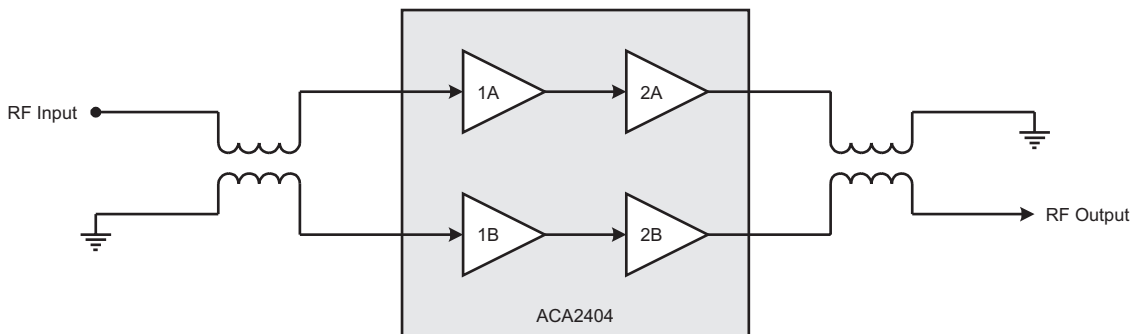 RF Input
1A
2A
1B
2B
RF Output
ACA2404